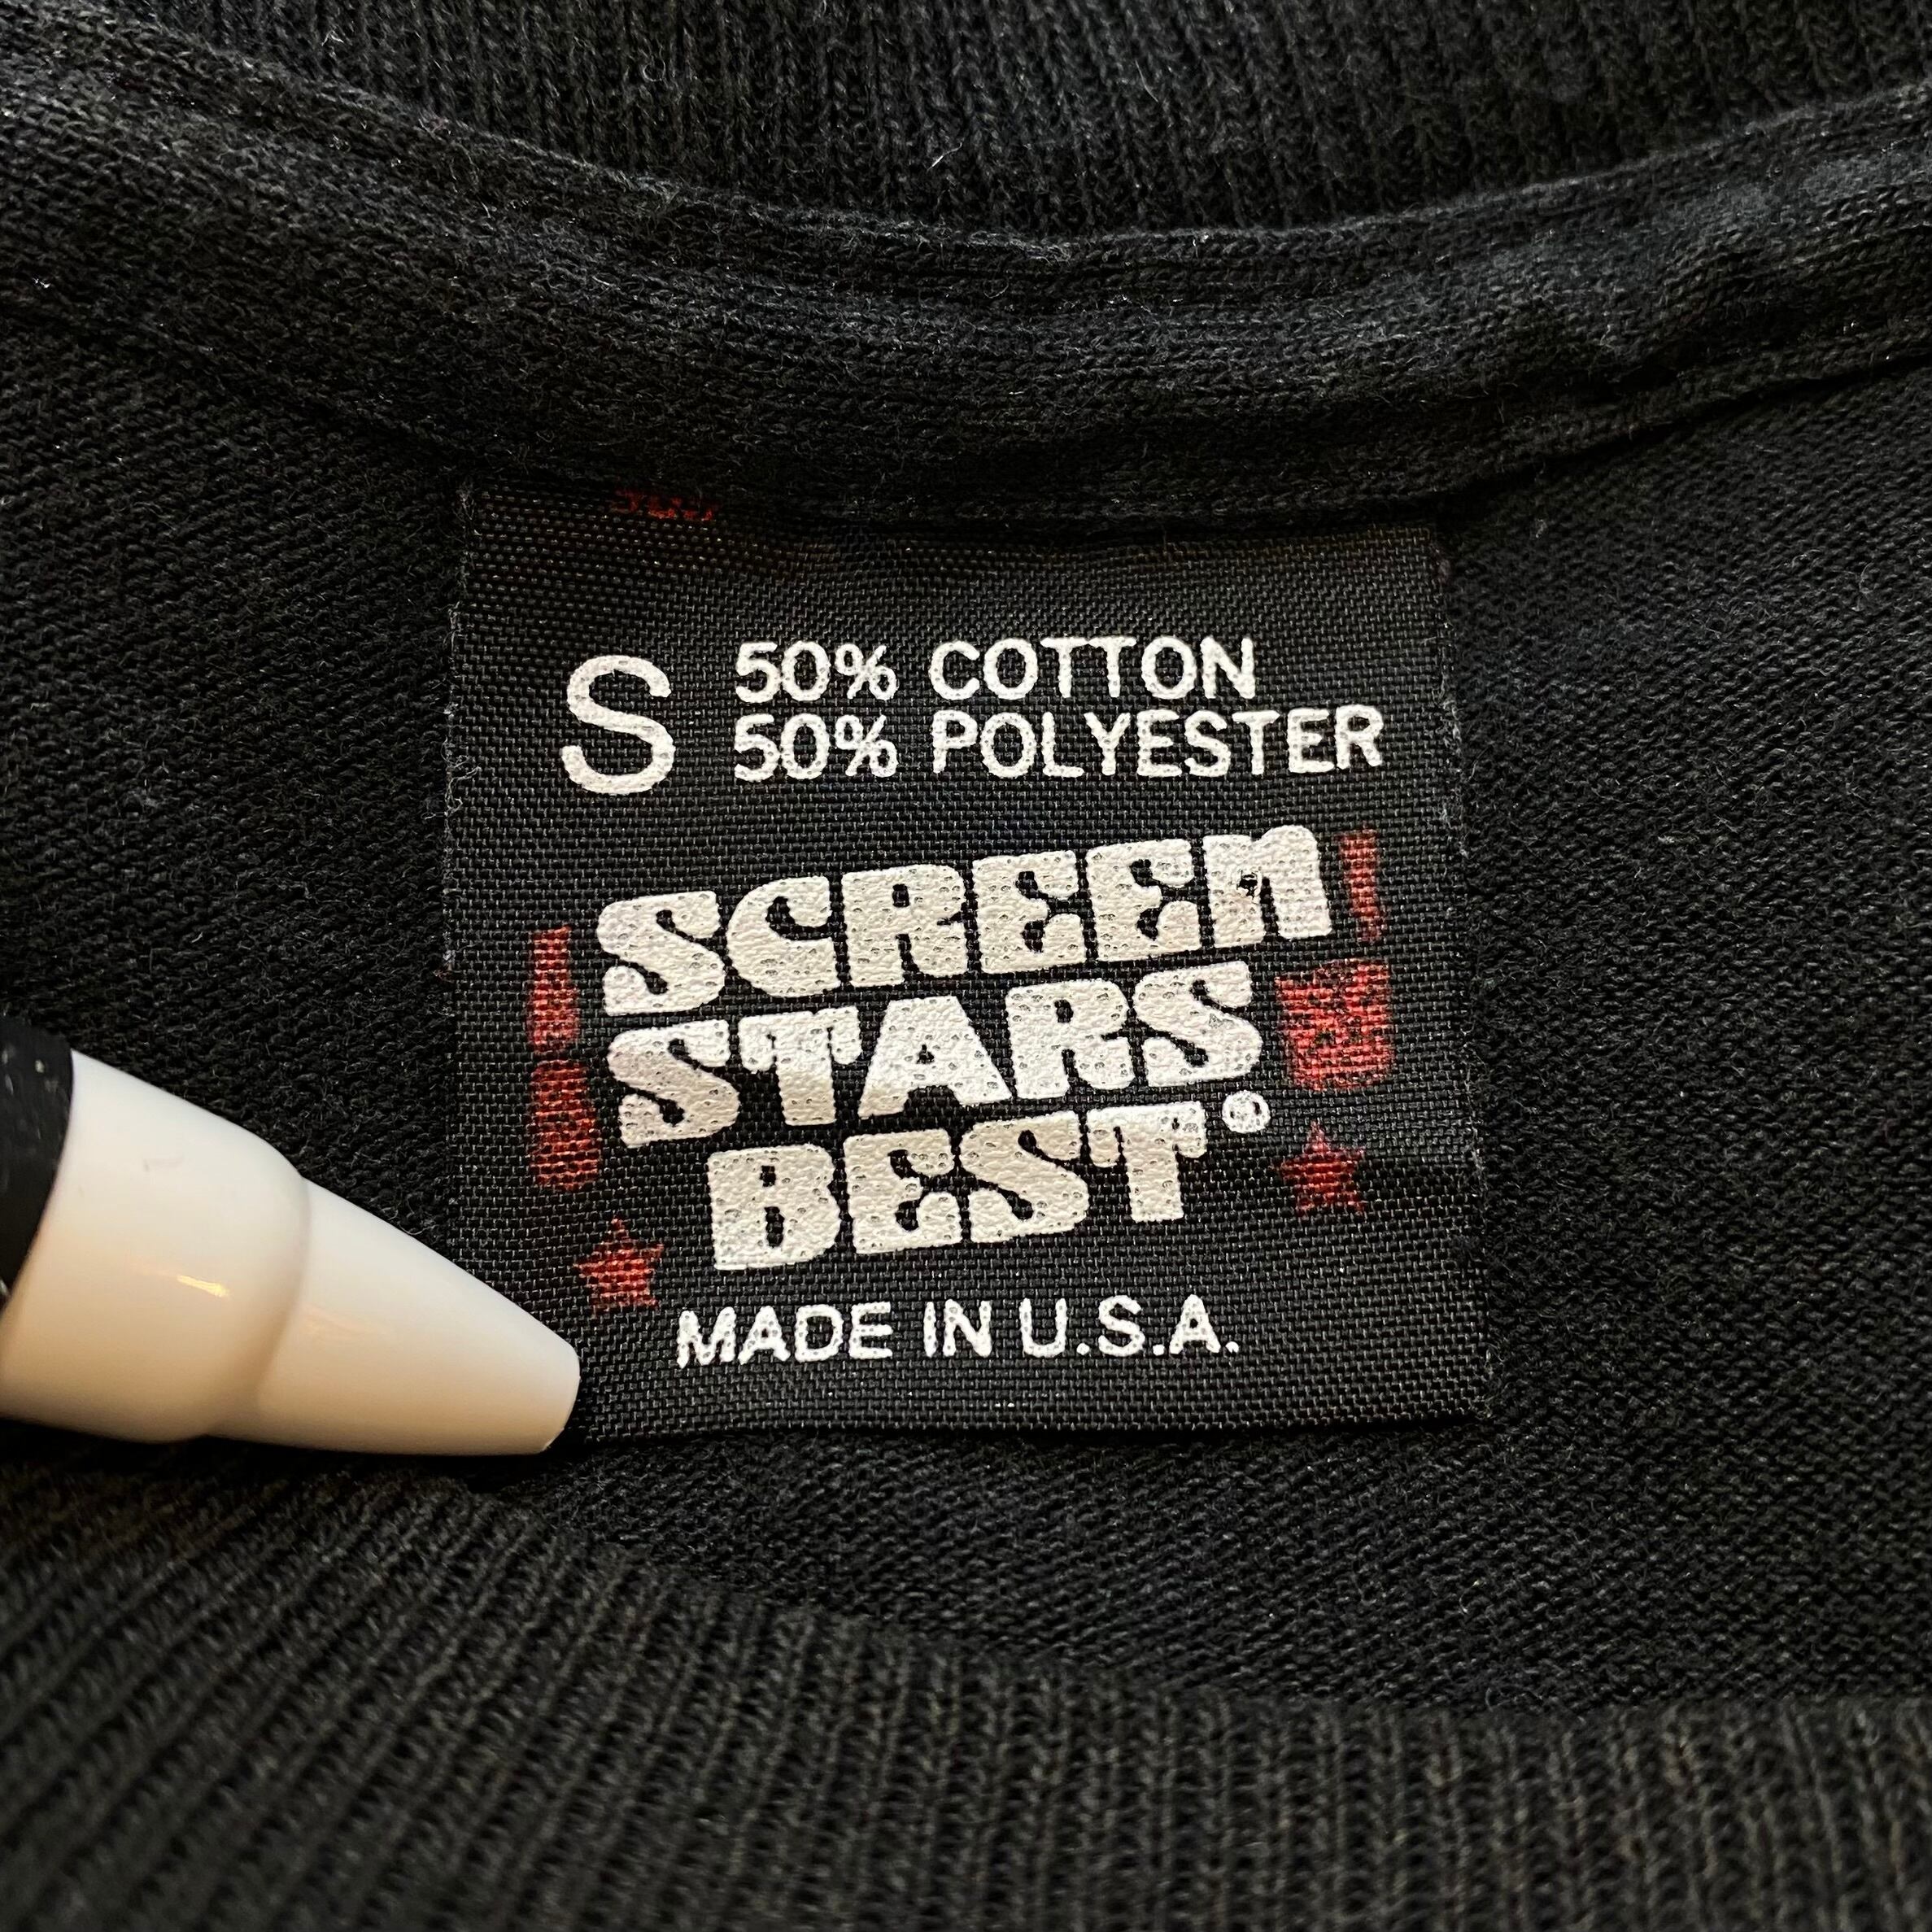 S 50% COTTON
50% POLYESTER
SCREEN
STARS
BEST®
MADE IN U.S.A.